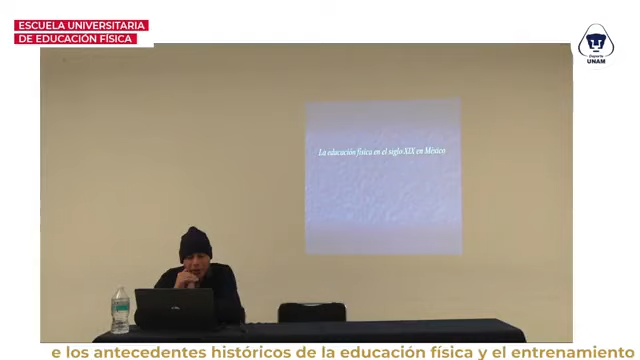 ESCUELA UNIVERSITARIA
DE EDUCACIÓN FÍSICA
Deporte
UNAM
La educación física en el siglo XIX en México
e los antecedentes históricos de la educación física y el entrenamiento